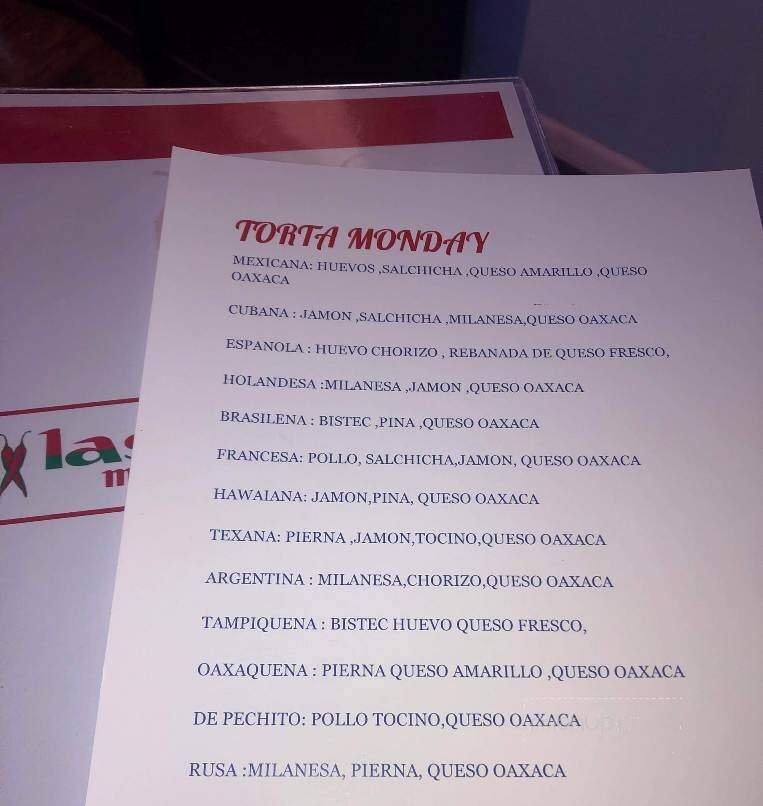 TORTA MONDAY
MEXICANA: HUEVOS ,SALCHICHA ,QUESO AMARILLO ,QUESO
OAXACA
CUBANA : JAMON ,SALCHICHA ,MILANESA,QUESO OAXACA
ESPANOLA : HUEVO CHORIZO , REBANADA DE QUESO FRESCO,
HOLANDESA :MILANESA ,JAMON ,QUESO OAXACA
BRASILENA : BISTEC ,PINA ,QUESO OAXACA
FRANCESA: POLLO, SALCHICHA,JAMON, QUESO OAXACA
HAWAIANA: JAMON,PINA, QUESO OAXACA
TEXANA: PIERNA ,JAMON,TOCINO,QUESO OAXACA
ARGENTINA : MILANESA,CHORIZO,QUESO OAXACA
TAMPIQUENA : BISTEC HUEVO QUESO FRESCO,
OAXAQUENA : PIERNA QUESO AMARILLO ,QUESO OAXACA
DE PECHITO: POLLO TOCINO,QUESO OAXACA
RUSA :MILANESA, PIERNA, QUESO OAXACA
las